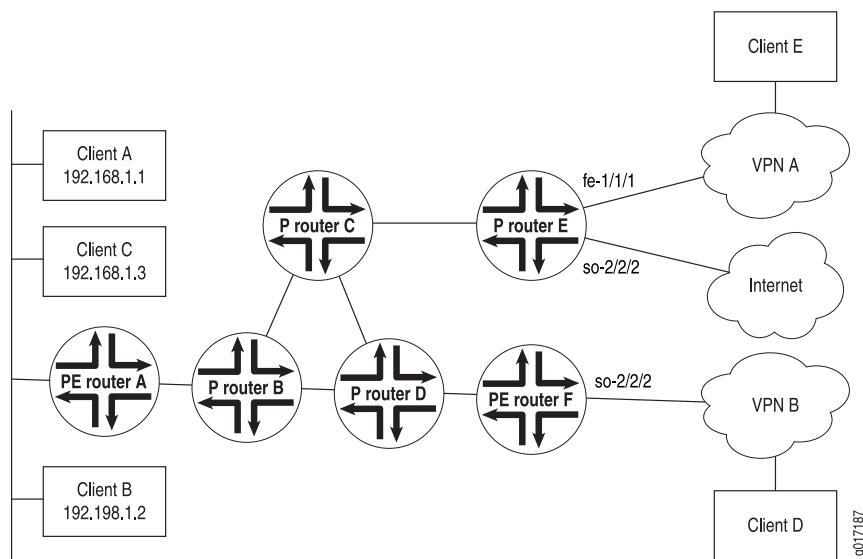 Client E
Client A
192.168.1.1
VPN A
fe-1/1/1
P router C
P router E
Client C
192.168.1.3
so-2/2/2
Internet
PE router A
P router B
P router D
PE router F
so-2/2/2
VPN B
Client B
192.198.1.2
Client D
g017187